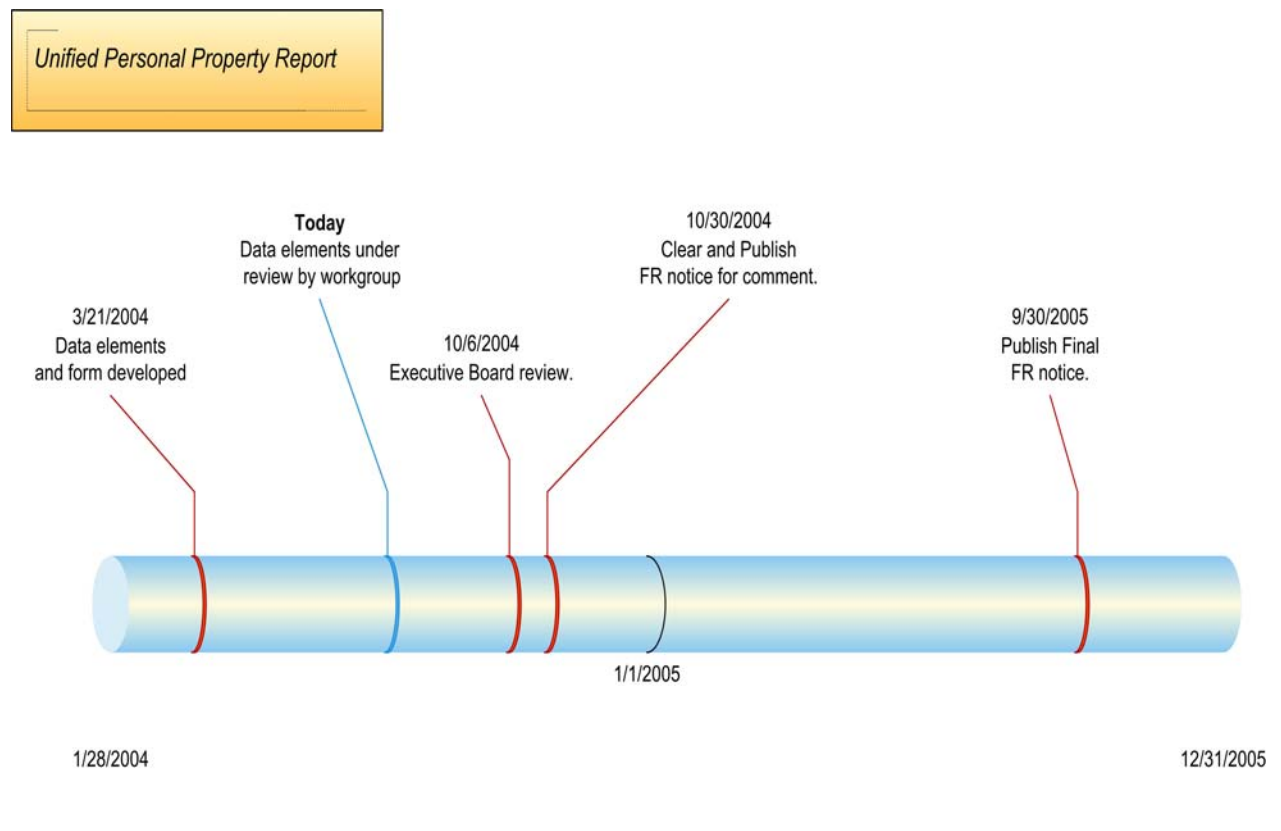 Unified Personal Property Report
Today
Data elements under
review by workgroup
10/30/2004
Clear and Publish
FR notice for comment.
3/21/2004
Data elements
and form developed
10/6/2004
Executive Board review.
9/30/2005
Publish Final
FR notice.
1/1/2005
1/28/2004
12/31/2005